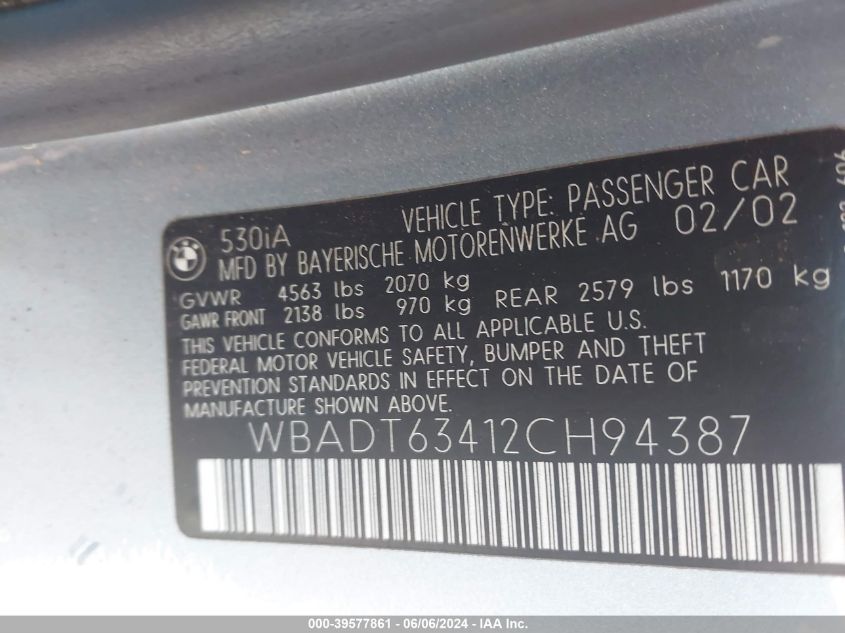 530iA VEHICLE TYPE: PASSENGER CAR
MFD BY BAYERISCHE MOTORENWERKE AG 02/02
GVWR 4563 lbs 2070 kg
GAWR FRONT 2138 lbs 970 kg REAR 2579 lbs 1170 kg
THIS VEHICLE CONFORMS TO ALL APPLICABLE U.S.
FEDERAL MOTOR VEHICLE SAFETY, BUMPER AND THEFT
PREVENTION STANDARDS IN EFFECT ON THE DATE OF
MANUFACTURE SHOWN ABOVE.
WBADT63412CH94387
000-39577861 - 06/06/2024 - IAA Inc.